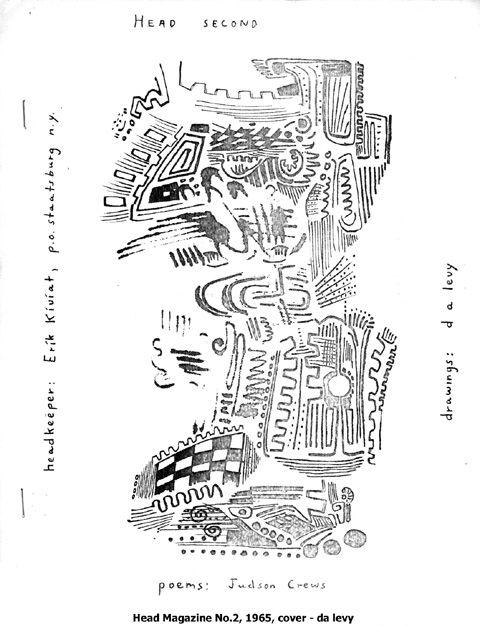 HEAD SECOND
headkeeper: Erik Kiviat, p.o. staatsburg n.y.
drawings: d a levy
poems: Judson Crews
Head Magazine No.2, 1965, cover - da levy